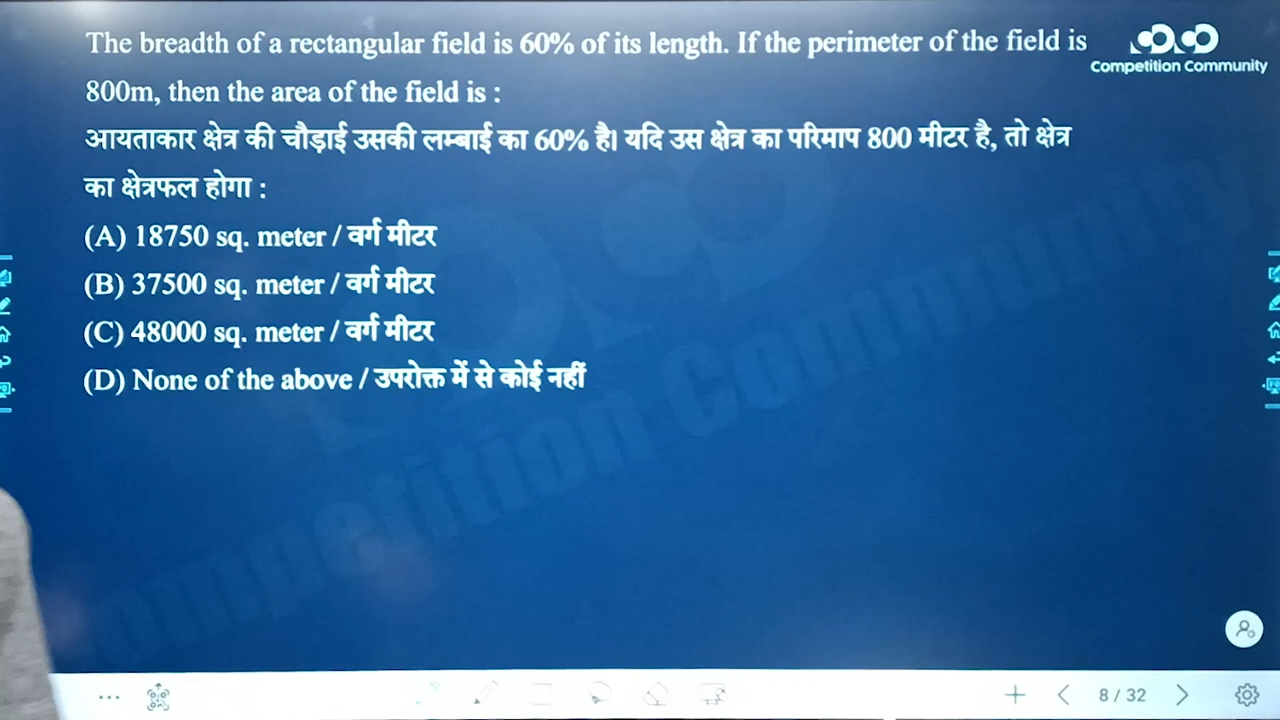 The breadth of a rectangular field is 60% of its length. If the perimeter of the field is
800m, then the area of the field is :
आयताकार क्षेत्र की चौड़ाई उसकी लम्बाई का 60% है। यदि उस क्षेत्र का परिमाप 800 मीटर है, तो क्षेत्र
का क्षेत्रफल होगा :
(A) 18750 sq. meter / वर्ग मीटर
(B) 37500 sq. meter / वर्ग मीटर
(C) 48000 sq. meter / वर्ग मीटर
(D) None of the above / उपरोक्त में से कोई नहीं
Competition Community
Competition Community
8 / 32